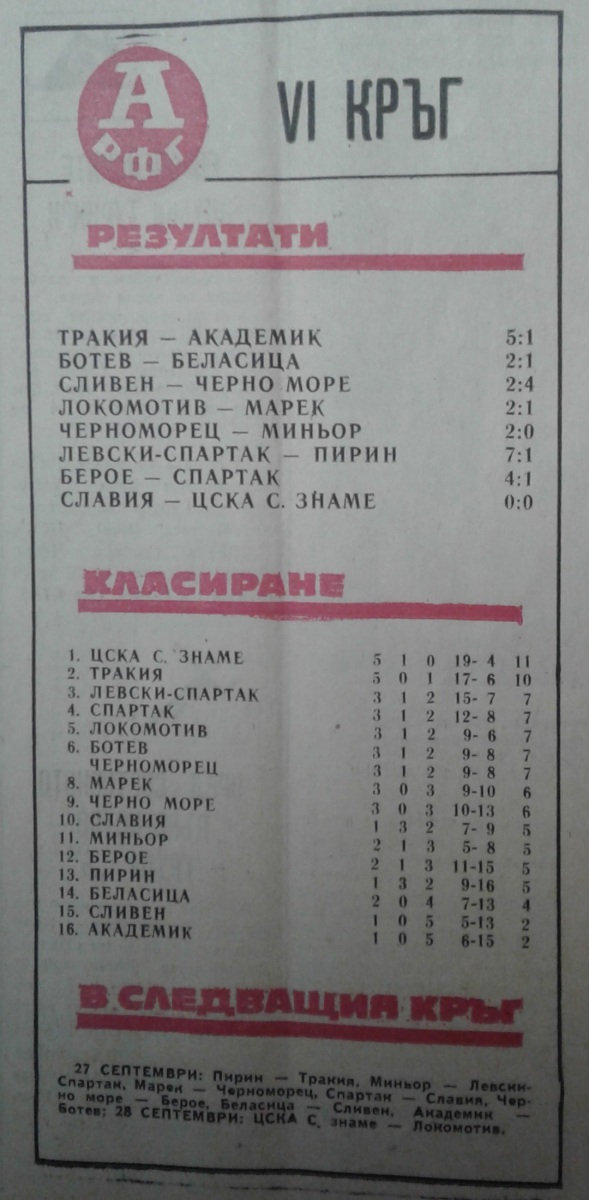 А
РФГ
VI КРЪГ
РЕЗУЛТАТИ
ТРАКИЯ — АКАДЕМИК 5:1
БОТЕВ — БЕЛАСИЦА 2:1
СЛИВЕН — ЧЕРНО МОРЕ 2:4
ЛОКОМОТИВ — МАРЕК 2:1
ЧЕРНОМОРЕЦ — МИНЬОР 2:0
ЛЕВСКИ-СПАРТАК — ПИРИН 7:1
БЕРОЕ — СПАРТАК 4:1
СЛАВИЯ — ЦСКА С. ЗНАМЕ 0:0
КЛАСИРАНЕ
1. ЦСКА С. ЗНАМЕ 5 1 0 19- 4 11
2. ТРАКИЯ 5 0 1 17- 6 10
3. ЛЕВСКИ-СПАРТАК 3 1 2 15- 7 7
4. СПАРТАК 3 1 2 12- 8 7
5. ЛОКОМОТИВ 3 1 2 9- 6 7
6. БОТЕВ 3 1 2 9- 8 7
ЧЕРНОМОРЕЦ 3 1 2 9- 8 7
8. МАРЕК 3 0 3 9-10 6
9. ЧЕРНО МОРЕ 3 0 3 10-13 6
10. СЛАВИЯ 1 3 2 7- 9 5
11. МИНЬОР 2 1 3 5- 8 5
12. БЕРОЕ 2 1 3 11-15 5
13. ПИРИН 1 3 2 9-16 5
14. БЕЛАСИЦА 2 0 4 7-13 4
15. СЛИВЕН 1 0 5 5-13 2
16. АКАДЕМИК 1 0 5 6-15 2
В СЛЕДВАЩИЯ КРЪГ
27 СЕПТЕМВРИ: Пирин — Тракия, Миньор — Левски-
Спартак, Марек — Черноморец, Спартак — Славия, Чер-
но море — Берое, Беласица — Сливен, Академик —
Ботев; 28 СЕПТЕМВРИ: ЦСКА С. знаме — Локомотив.